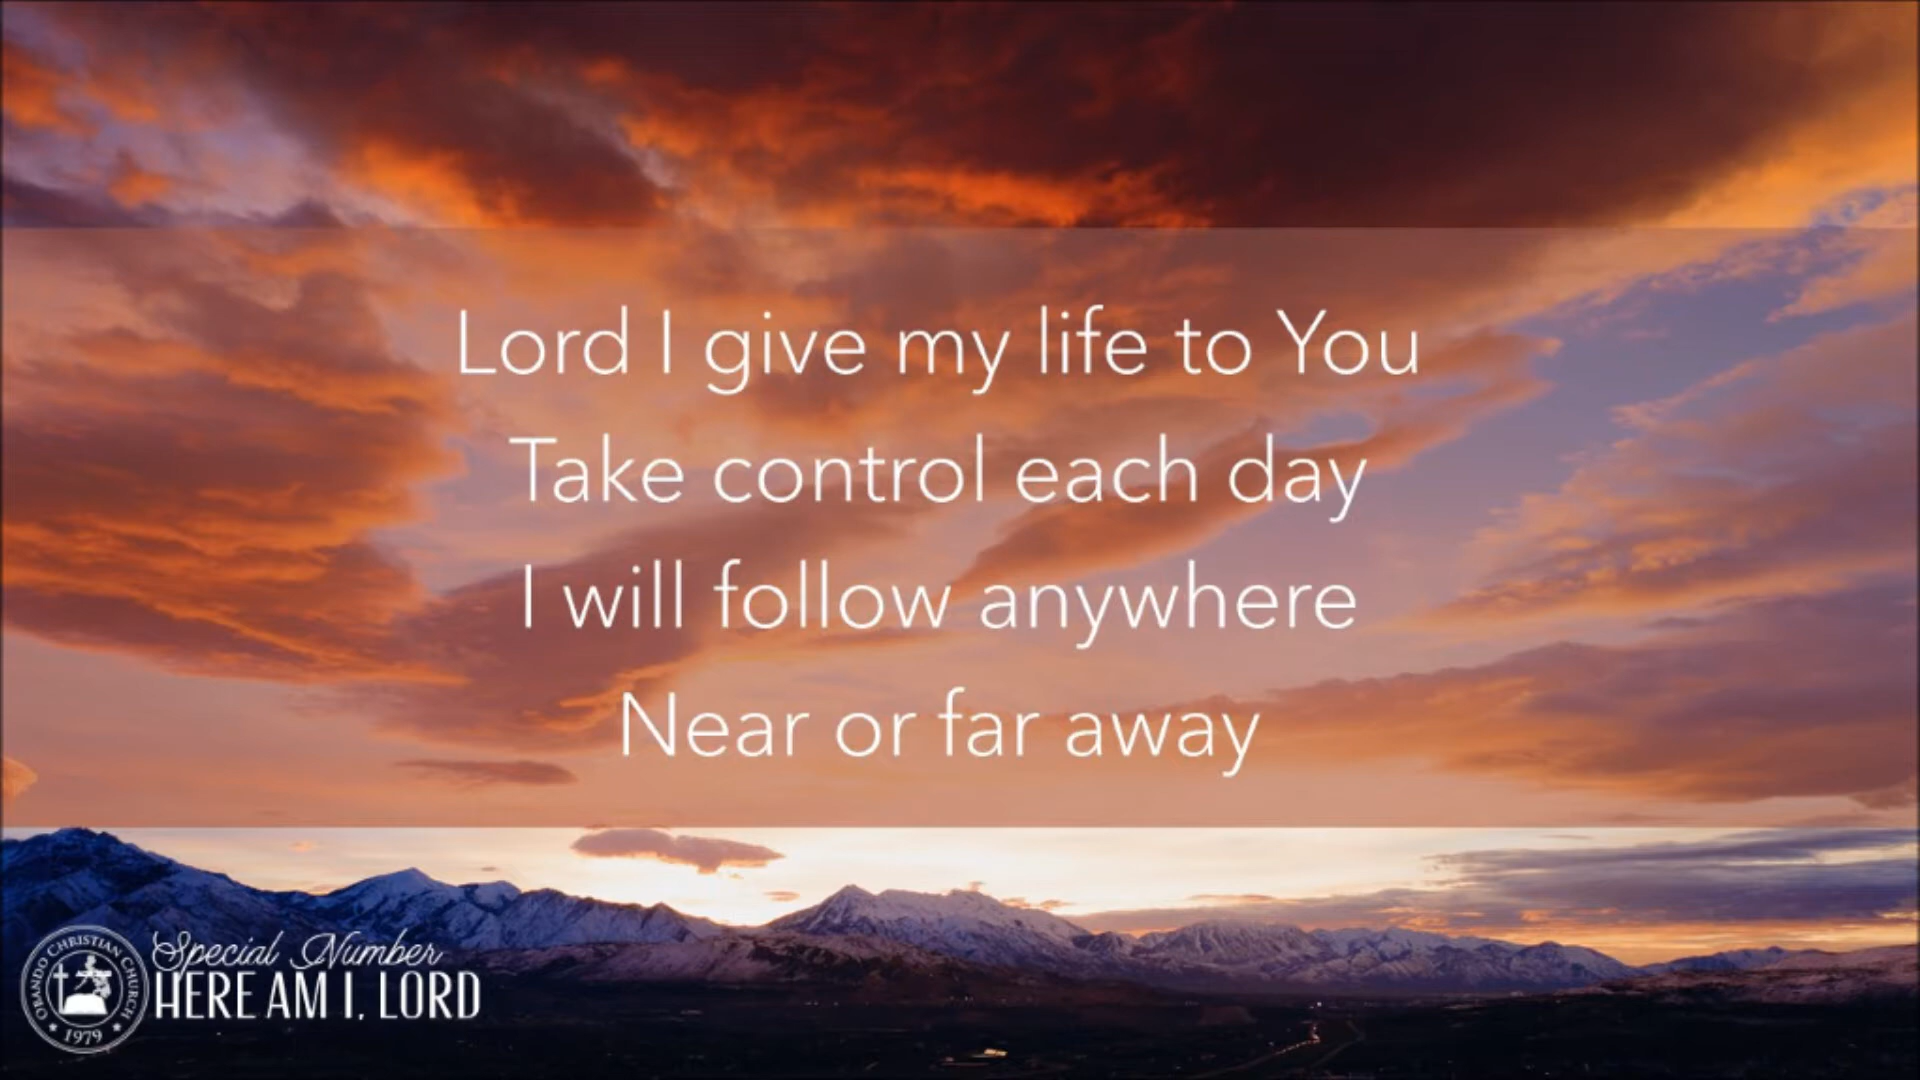 Lord I give my life to You
Take control each day
I will follow anywhere
Near or far away
Special Number
HERE AM I, LORD
OBANDO CHRISTIAN CHURCH
1979